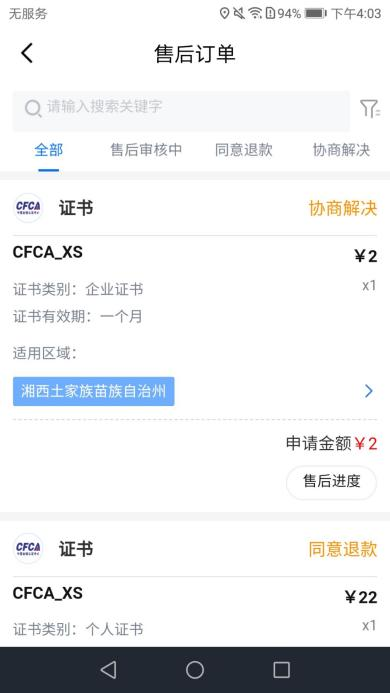 无服务
94% 下午4:03
售后订单
请输入搜索关键字
全部 售后审核中 同意退款 协商解决
CFCA 证书 协商解决
CFCA_XS ￥2
证书类别：企业证书 x1
证书有效期：一个月
适用区域：
湘西土家族苗族自治州
申请金额￥2
售后进度
CFCA 证书 同意退款
CFCA_XS ￥22
证书类别：个人证书 x1